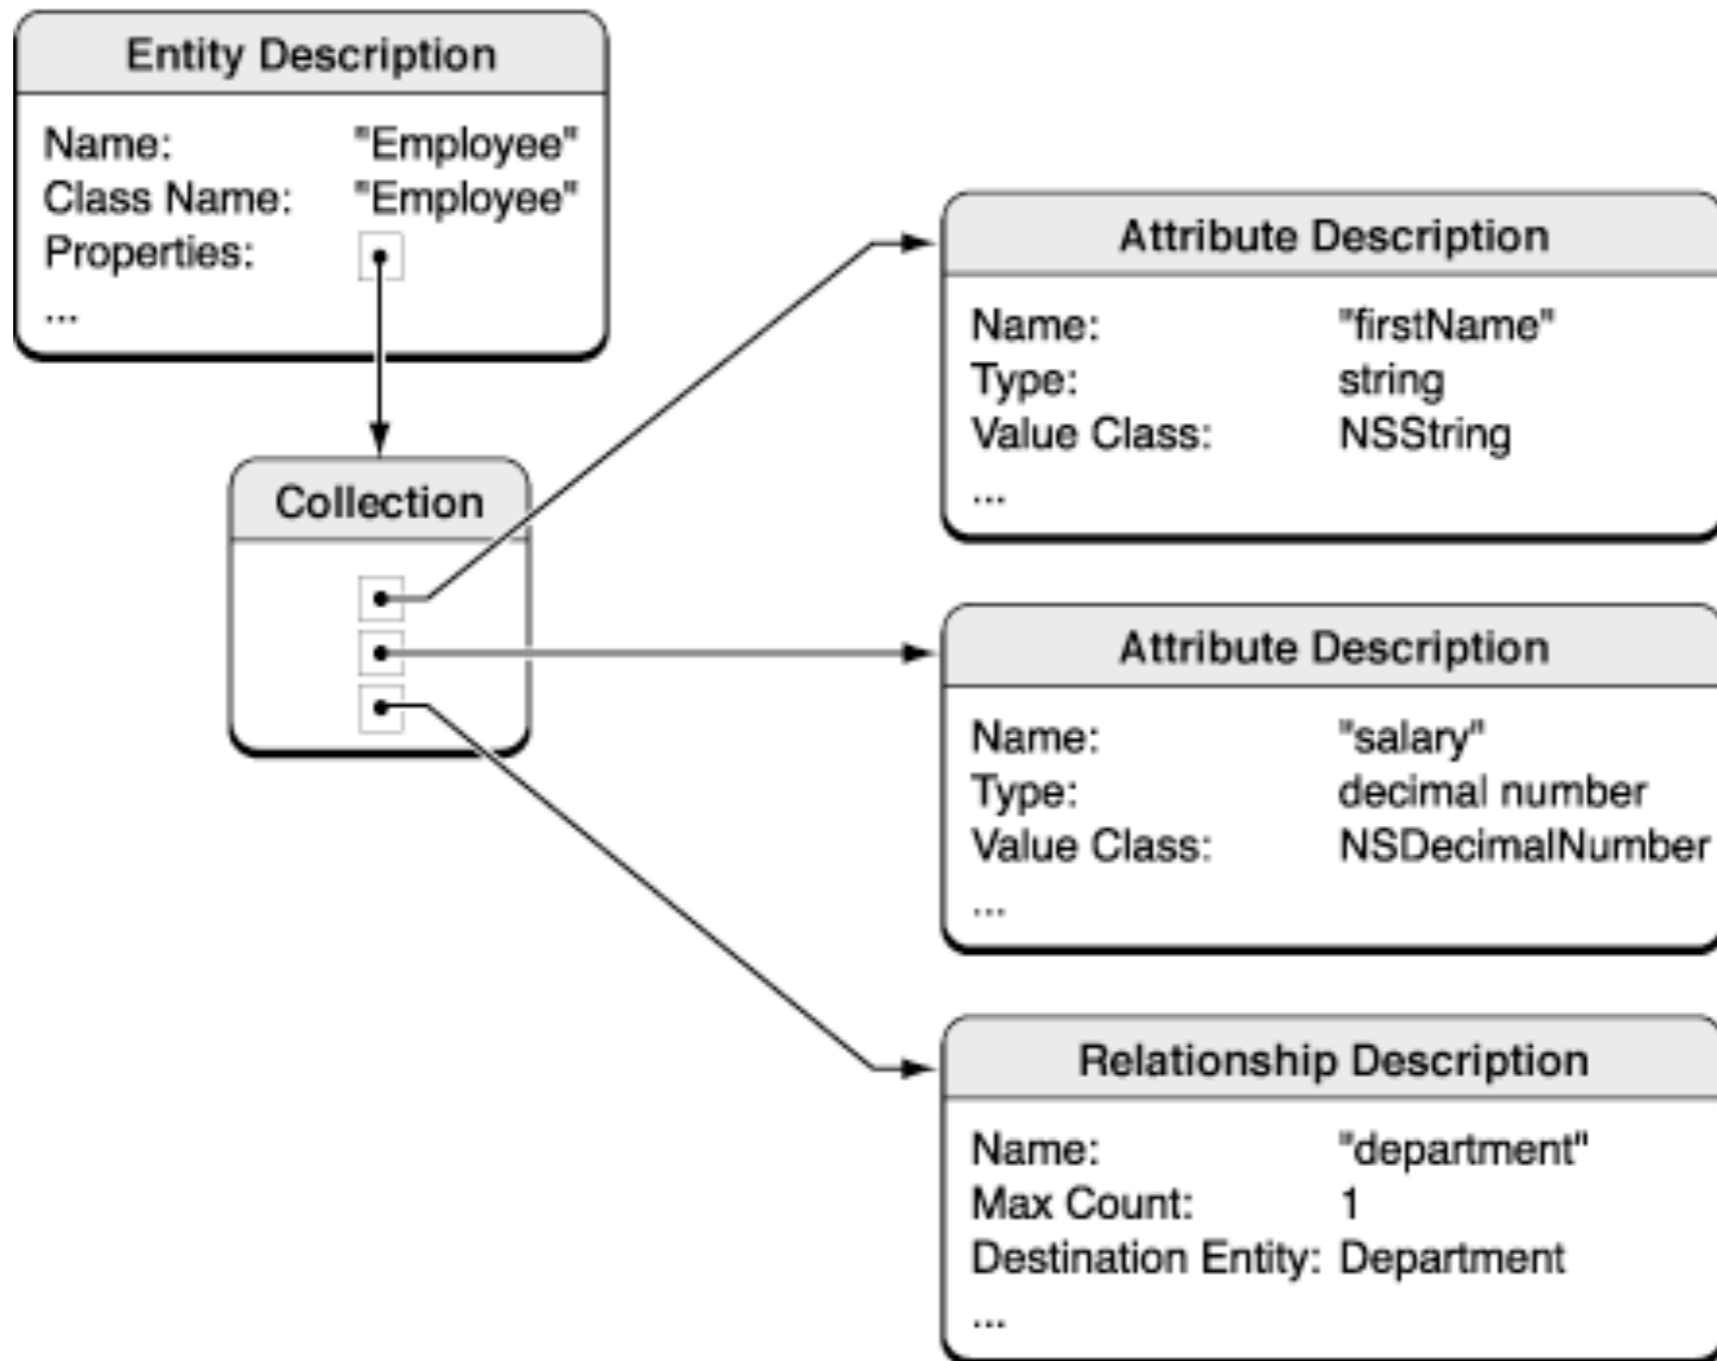 Entity Description
Name: "Employee"
Class Name: "Employee"
Properties:
...
Collection
Attribute Description
Name: "firstName"
Type: string
Value Class: NSString
...
Attribute Description
Name: "salary"
Type: decimal number
Value Class: NSDecimalNumber
...
Relationship Description
Name: "department"
Max Count: 1
Destination Entity: Department
...